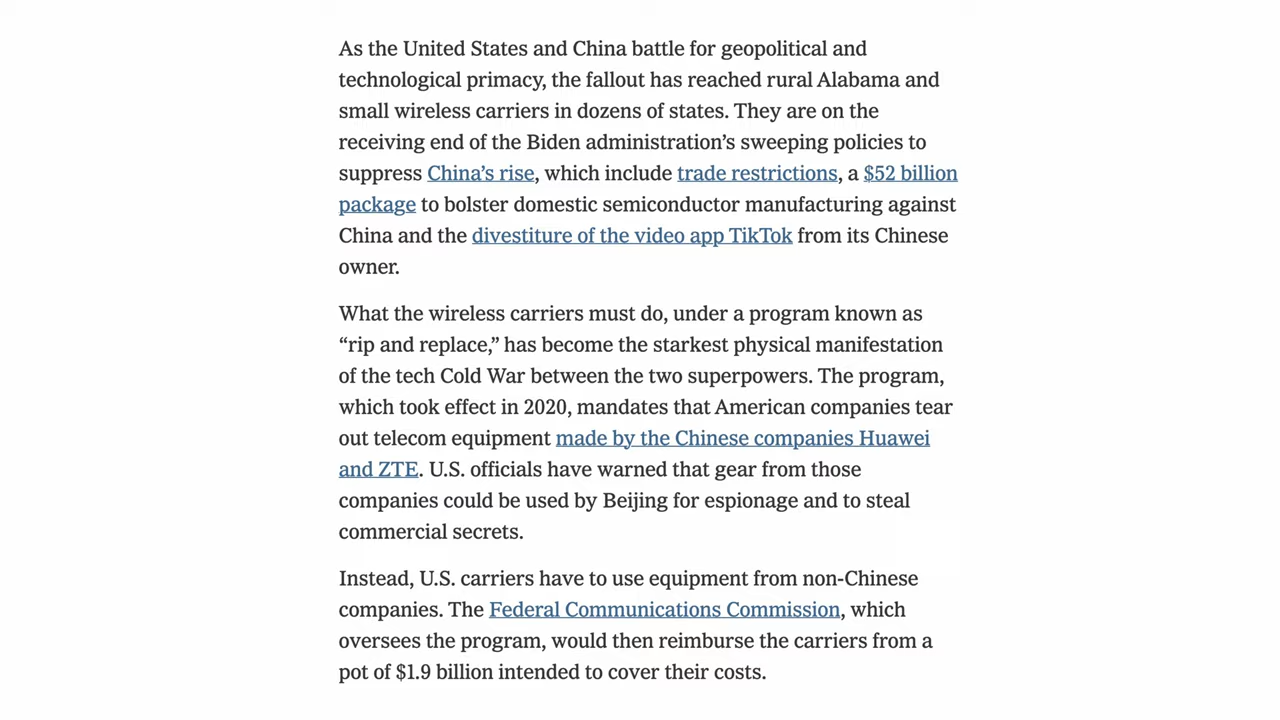 As the United States and China battle for geopolitical and
technological primacy, the fallout has reached rural Alabama and
small wireless carriers in dozens of states. They are on the
receiving end of the Biden administration’s sweeping policies to
suppress China’s rise, which include trade restrictions, a $52 billion
package to bolster domestic semiconductor manufacturing against
China and the divestiture of the video app TikTok from its Chinese
owner.
What the wireless carriers must do, under a program known as
“rip and replace,” has become the starkest physical manifestation
of the tech Cold War between the two superpowers. The program,
which took effect in 2020, mandates that American companies tear
out telecom equipment made by the Chinese companies Huawei
and ZTE. U.S. officials have warned that gear from those
companies could be used by Beijing for espionage and to steal
commercial secrets.
Instead, U.S. carriers have to use equipment from non-Chinese
companies. The Federal Communications Commission, which
oversees the program, would then reimburse the carriers from a
pot of $1.9 billion intended to cover their costs.